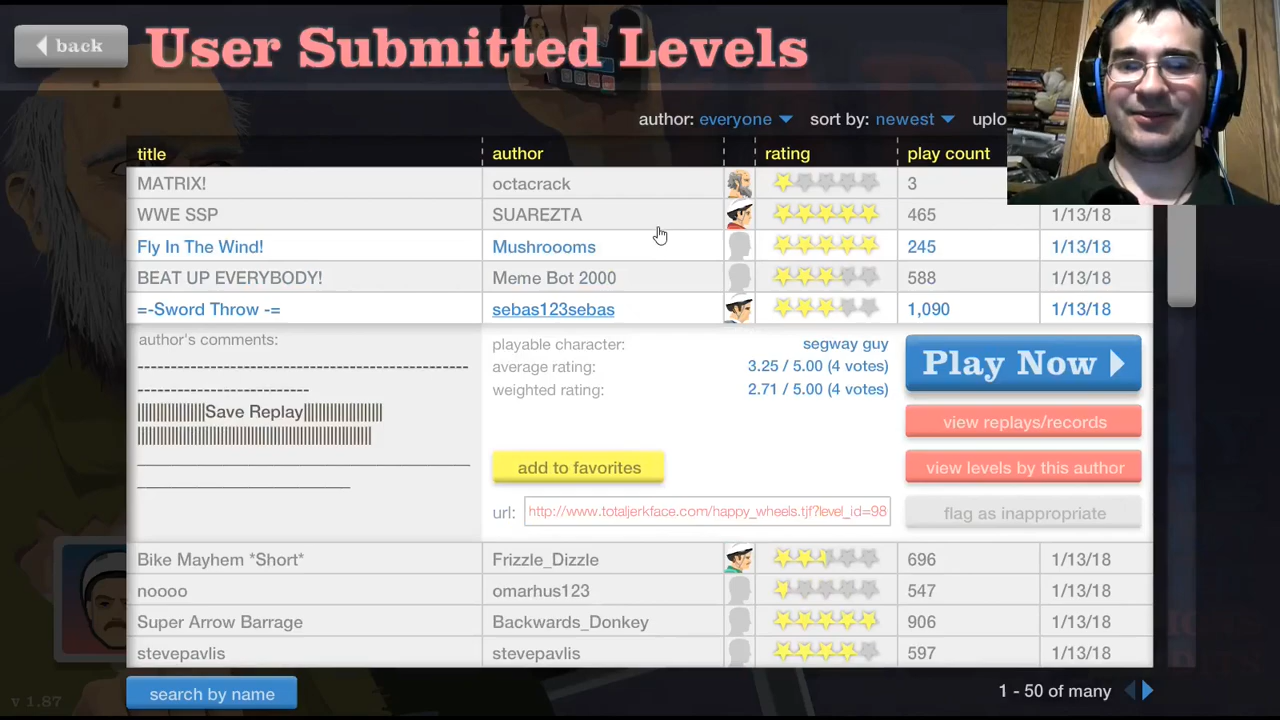 back
User Submitted Levels
author: everyone sort by: newest uplo
title author rating play count
MATRIX! octacrack 3
WWE SSP SUAREZTA 465 1/13/18
Fly In The Wind! Mushroooms 245 1/13/18
BEAT UP EVERYBODY! Meme Bot 2000 588 1/13/18
=-Sword Throw -= sebas123sebas 1,090 1/13/18
author's comments:
----------------------------------------------------
---------------------------
||||||||||||||||||Save Replay|||||||||||||||||||||
||||||||||||||||||||||||||||||||||||||||||||||||||||||||||||||
playable character: segway guy
average rating: 3.25 / 5.00 (4 votes)
weighted rating: 2.71 / 5.00 (4 votes)
add to favorites
url: http://www.totaljerkface.com/happy_wheels.tjf?level_id=98
Play Now
view replays/records
view levels by this author
flag as inappropriate
Bike Mayhem *Short* Frizzle_Dizzle 696 1/13/18
noooo omarhus123 547 1/13/18
Super Arrow Barrage Backwards_Donkey 906 1/13/18
stevepavlis stevepavlis 597 1/13/18
v 1.87
search by name
1 - 50 of many